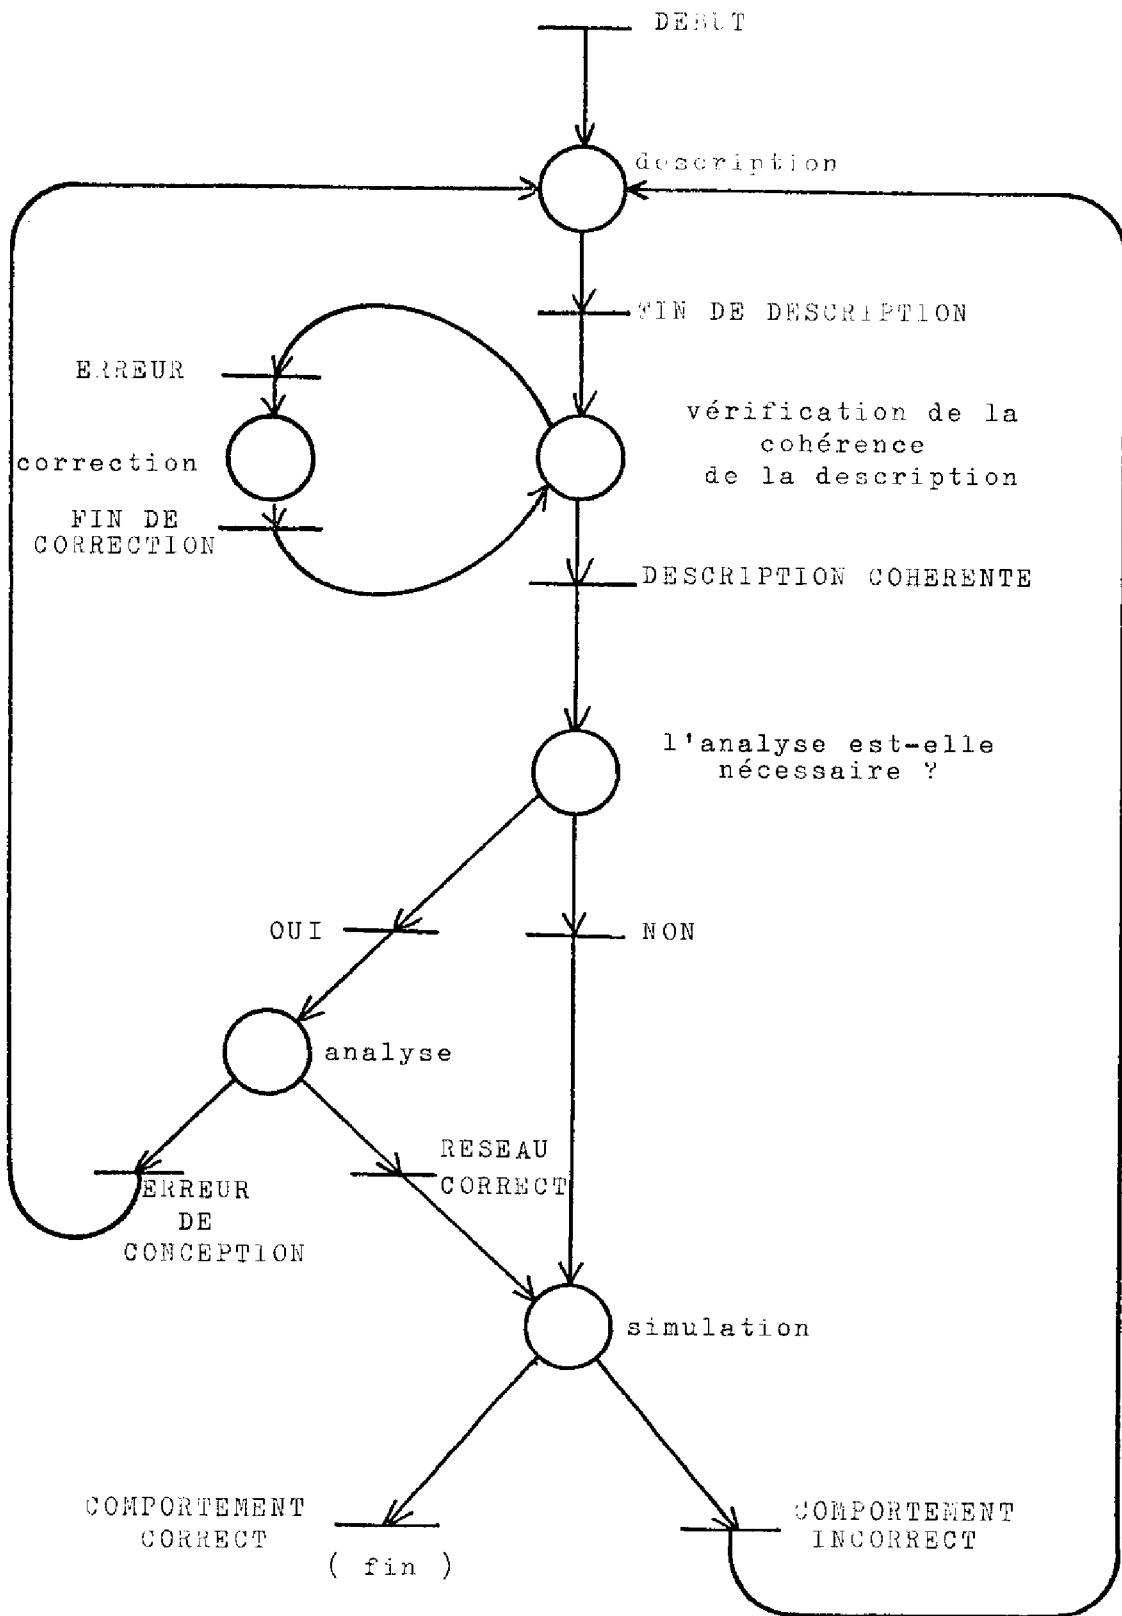 DEBUT
description
FIN DE DESCRIPTION
ERREUR
vérification de la
cohérence
de la description
correction
FIN DE
CORRECTION
DESCRIPTION COHERENTE
l'analyse est-elle
nécessaire ?
OUI
NON
analyse
RESEAU
CORRECT
ERREUR
DE
CONCEPTION
simulation
COMPORTEMENT
CORRECT
( fin )
COMPORTEMENT
INCORRECT